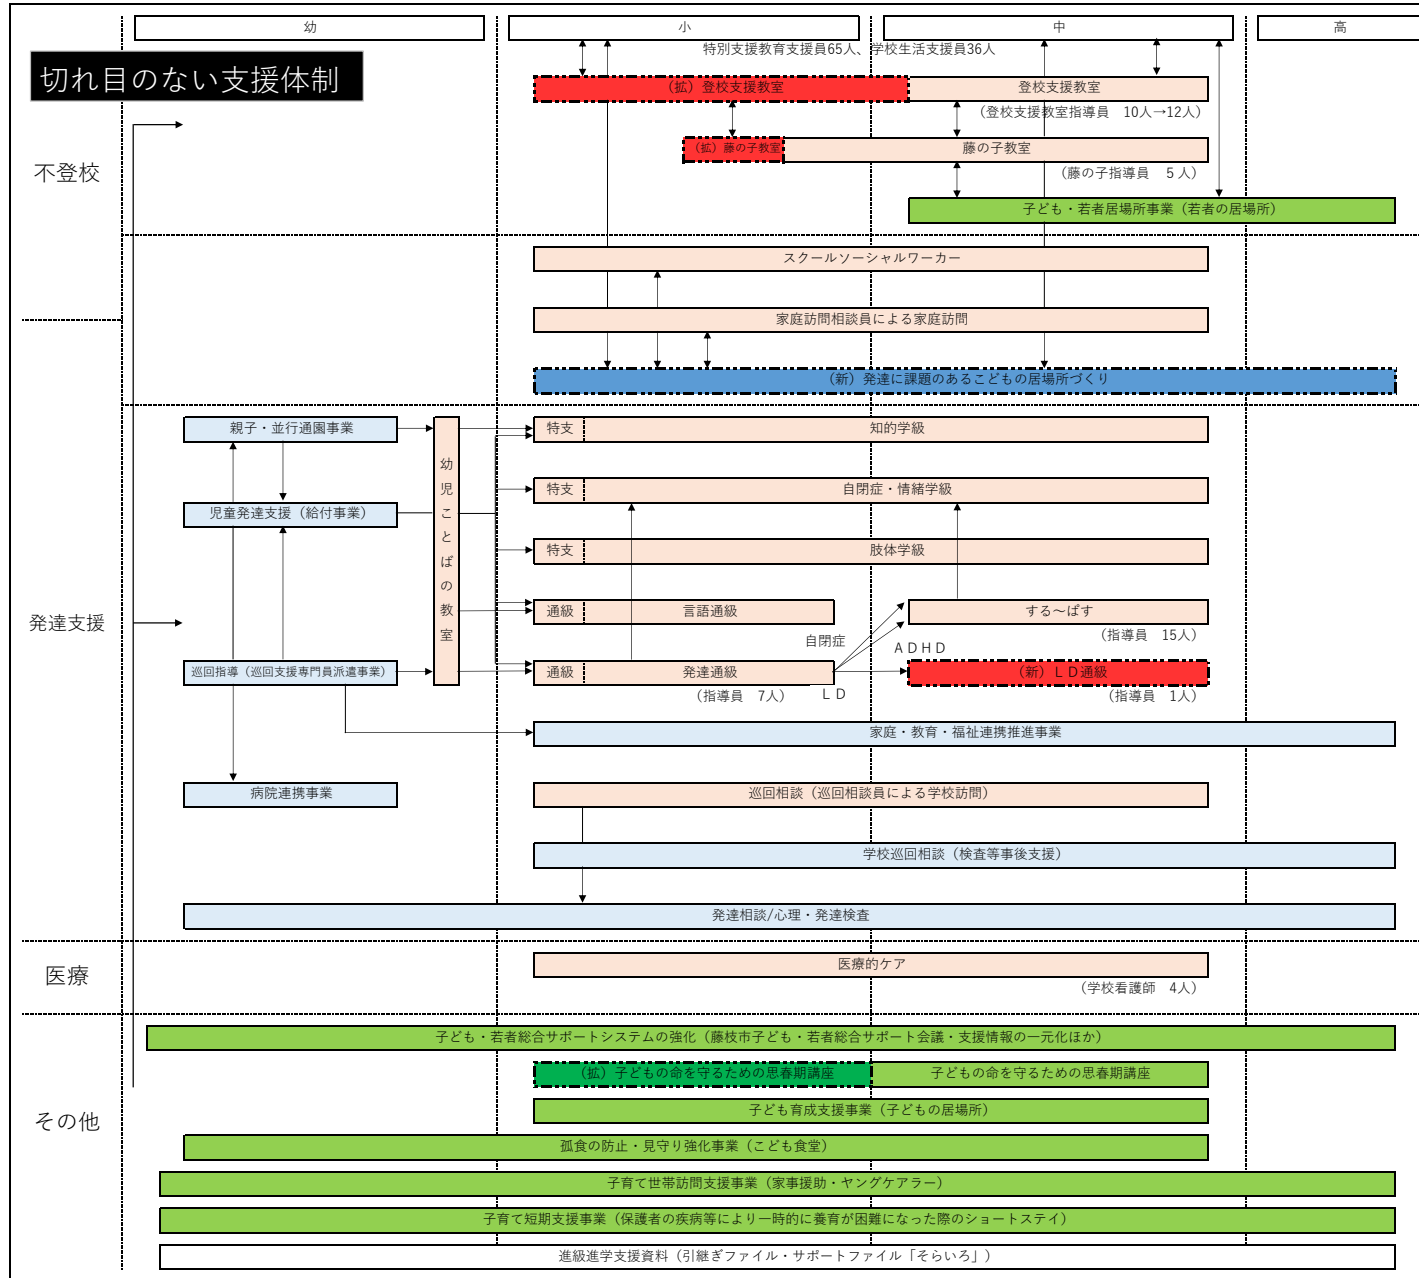 幼
小
中
高
切れ目のない支援体制
特別支援教育支援員65人、学校生活支援員36人
不登校
(拡）登校支援教室
登校支援教室
（登校支援教室指導員　10人→12人）
（拡）藤の子教室
藤の子教室
（藤の子指導員　５人）
子ども・若者居場所事業（若者の居場所）
スクールソーシャルワーカー
家庭訪問相談員による家庭訪問
（新）発達に課題のあるこどもの居場所づくり
発達支援
親子・並行通園事業
児童発達支援（給付事業）
巡回指導（巡回支援専門員派遣事業）
病院連携事業
幼児ことばの教室
特支
知的学級
特支
自閉症・情緒学級
特支
肢体学級
通級
言語通級
する～ぱす
（指導員　15人）
自閉症
ＡＤＨＤ
通級
発達通級
（指導員　7人）
ＬＤ
（新）ＬＤ通級
（指導員　1人）
家庭・教育・福祉連携推進事業
巡回相談（巡回相談員による学校訪問）
学校巡回相談（検査等事後支援）
発達相談/心理・発達検査
医療
医療的ケア
（学校看護師　4人）
その他
子ども・若者総合サポートシステムの強化（藤枝市子ども・若者総合サポート会議・支援情報の一元化ほか）
（拡）子どもの命を守るための思春期講座
子どもの命を守るための思春期講座
子ども育成支援事業（子どもの居場所）
孤食の防止・見守り強化事業（こども食堂）
子育て世帯訪問支援事業（家事援助・ヤングケアラー）
子育て短期支援事業（保護者の疾病等により一時的に養育が困難になった際のショートステイ）
進級進学支援資料（引継ぎファイル・サポートファイル「そらいろ」）